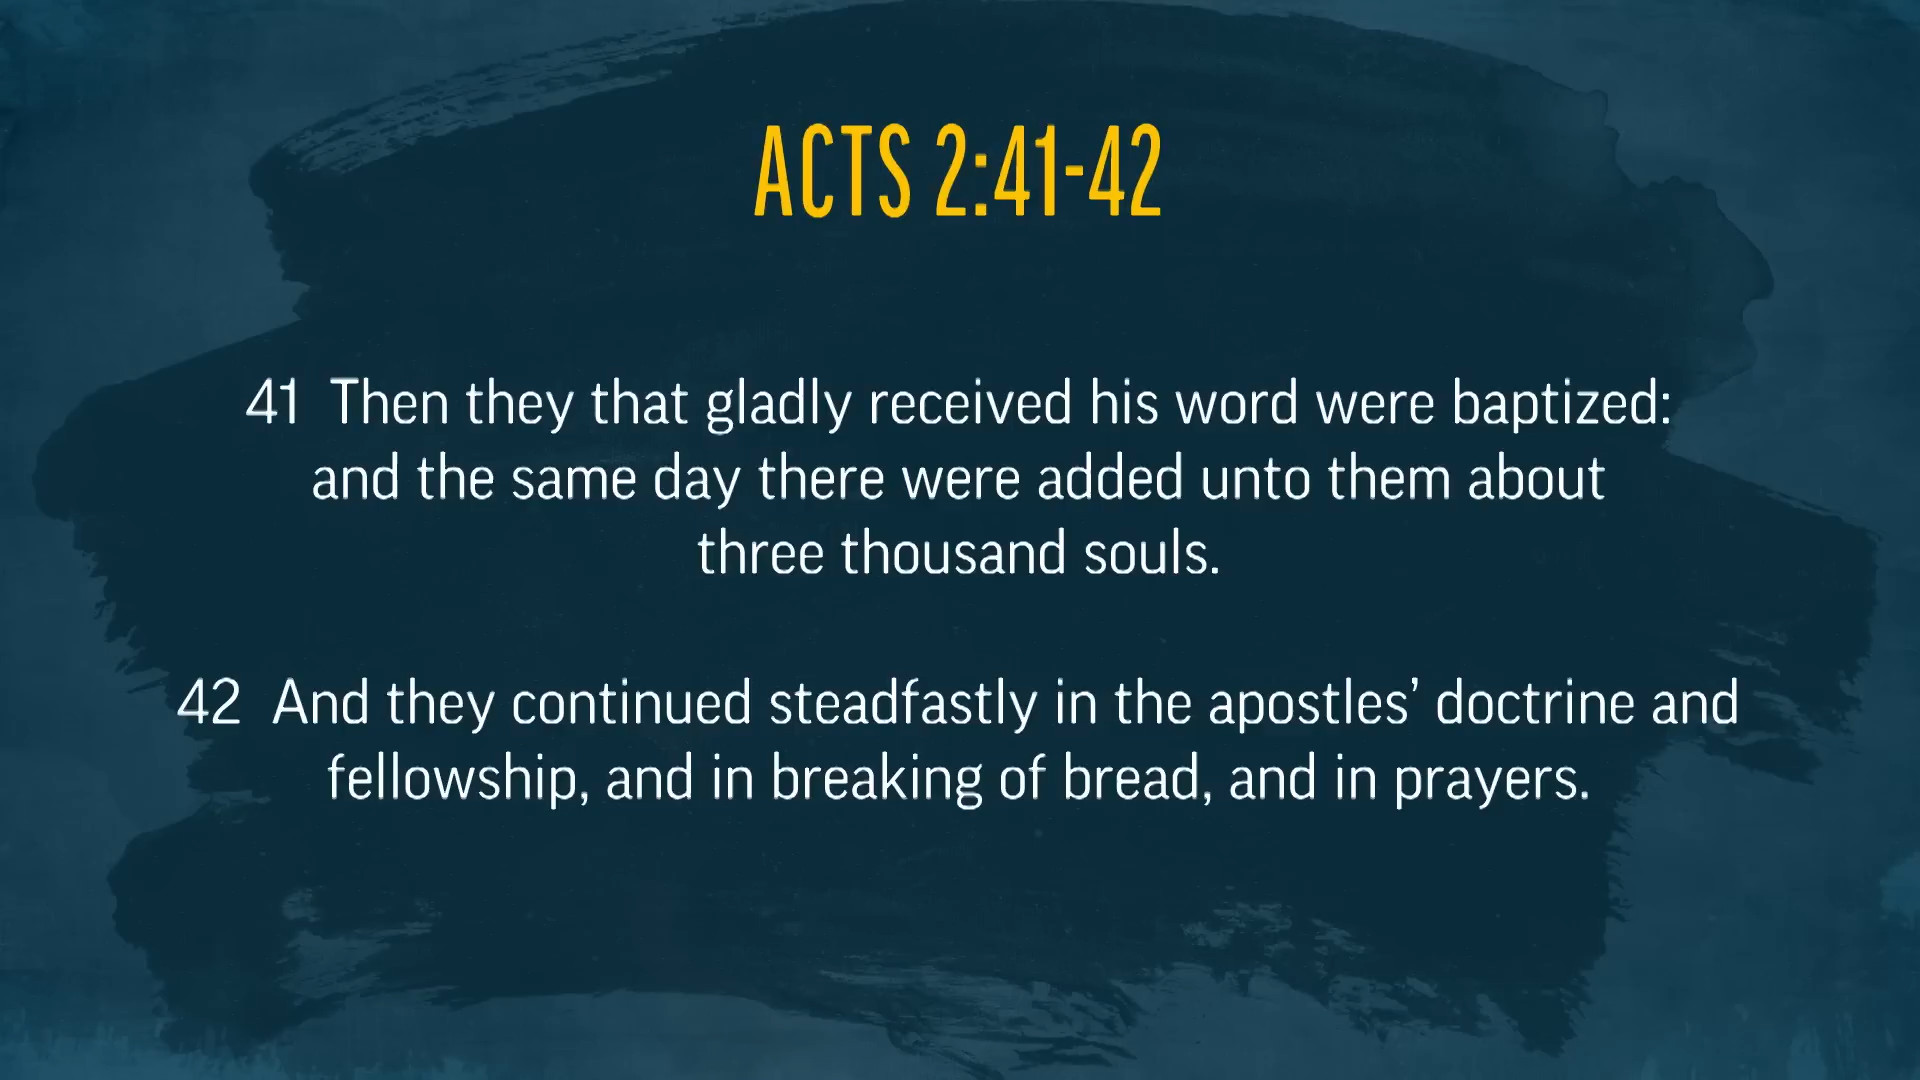 ACTS 2:41-42
41 Then they that gladly received his word were baptized:
and the same day there were added unto them about
three thousand souls.
42 And they continued steadfastly in the apostles’ doctrine and
fellowship, and in breaking of bread, and in prayers.